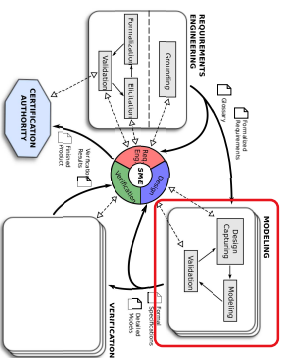 REQUIREMENTS
ENGINEERING
Formalization
Validation
Elicitation
Grounding
Glossary
Formalized
Requirements
CERTIFICATION
AUTHORITY
Finished
Product
Verification
Results
Req
Eng
SME
Design
Verification
MODELING
Design
Capturing
Modeling
Validation
Formal
Specifications
Detailed
Models
VERIFICATION